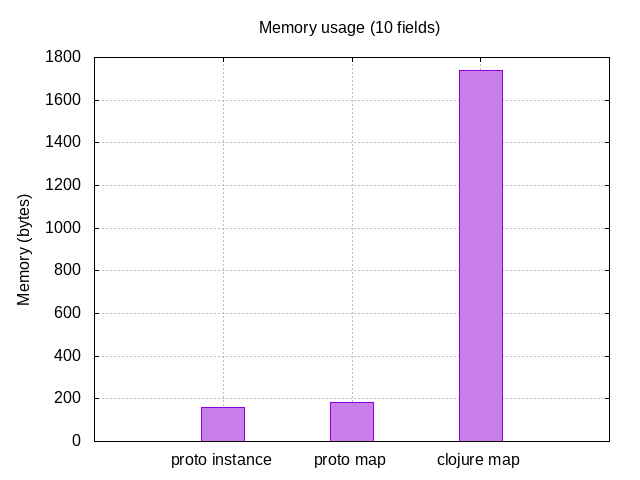 Memory usage (10 fields)
1800
1600
1400
1200
1000
800
600
400
200
0
Memory (bytes)
proto instance
proto map
clojure map